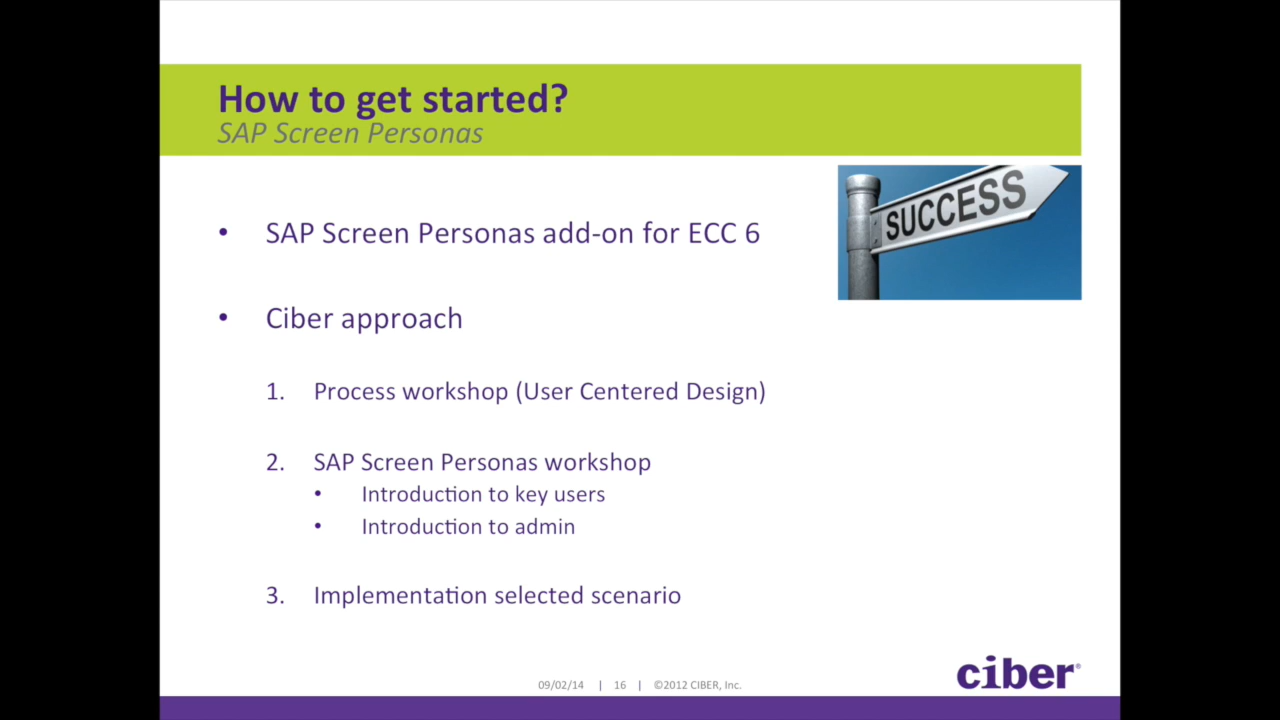 How to get started?
SAP Screen Personas
SUCCESS
• SAP Screen Personas add-on for ECC 6
• Ciber approach
1. Process workshop (User Centered Design)
2. SAP Screen Personas workshop
• Introduction to key users
• Introduction to admin
3. Implementation selected scenario
ciber®
09/02/14 | 16 | ©2012 CIBER, Inc.